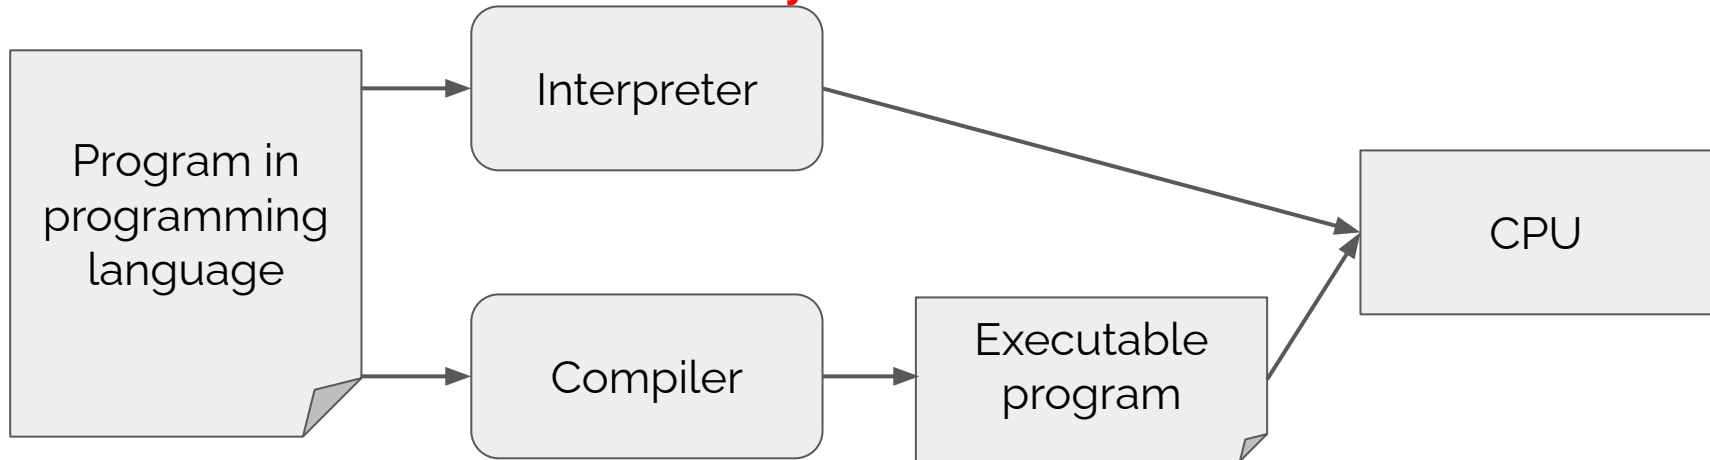 Interpreter
Program in
programming
language
CPU
Compiler
Executable
program